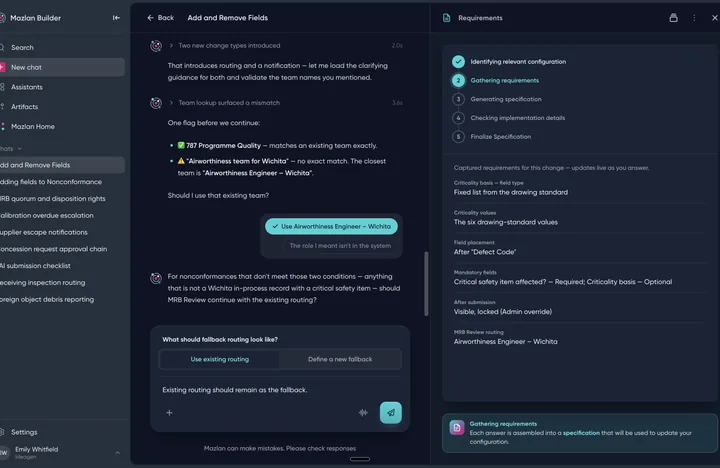 Mazlan Builder
Search
New chat
Assistants
Artifacts
Mazlan Home
hats
dd and Remove Fields
dding fields to Nonconformance
RB quorum and disposition rights
alibration overdue escalation
upplier escape notifications
oncession request approval chain
AI submission checklist
eceiving inspection routing
oreign object debris reporting
Settings
EW
Emily Whitfield
Meagen
Back
Add and Remove Fields
Two new change types introduced
2.0s
That introduces routing and a notification — let me load the clarifying
guidance for both and validate the team names you mentioned.
Team lookup surfaced a mismatch
3.6s
One flag before we continue:
• ✅ 787 Programme Quality — matches an existing team exactly.
• ⚠️ "Airworthiness team for Wichita" — no exact match. The closest
team is "Airworthiness Engineer – Wichita".
Should I use that existing team?
Use Airworthiness Engineer – Wichita
The role I meant isn't in the system
For nonconformances that don't meet those two conditions — anything
that is not a Wichita in-process record with a critical safety item — should
MRB Review continue with the existing routing?
What should fallback routing look like?
Use existing routing
Define a new fallback
Existing routing should remain as the fallback.
Mazlan can make mistakes. Please check responses
Requirements
Identifying relevant configuration
2 Gathering requirements
3 Generating specification
4 Checking implementation details
5 Finalize Specification
Captured requirements for this change — updates live as you answer.
Criticality basis — field type
Fixed list from the drawing standard
Criticality values
The six drawing-standard values
Field placement
After "Defect Code"
Mandatory fields
Critical safety item affected? — Required; Criticality basis — Optional
After submission
Visible, locked (Admin override)
MRB Review routing
Airworthiness Engineer – Wichita
Gathering requirements
Each answer is assembled into a specification that will be used to update your
configuration.